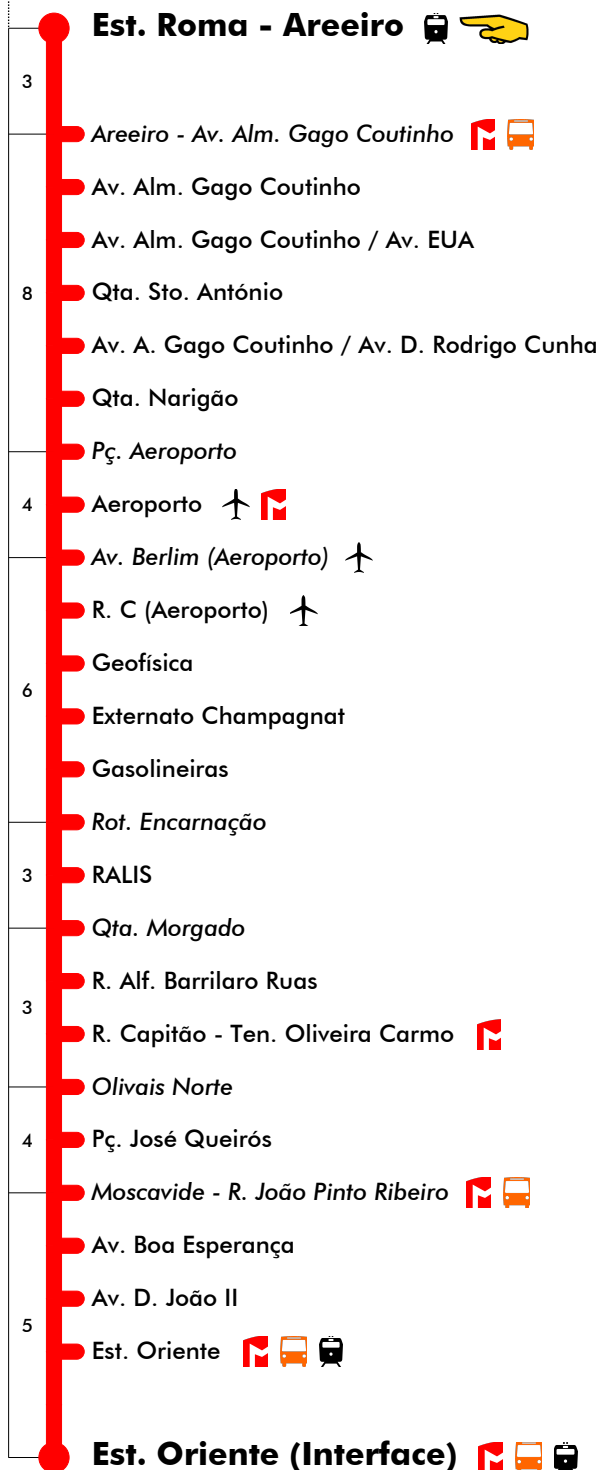 Est. Roma - Areeiro
3
Areeiro - Av. Alm. Gago Coutinho
Av. Alm. Gago Coutinho
Av. Alm. Gago Coutinho / Av. EUA
8
Qta. Sto. António
Av. A. Gago Coutinho / Av. D. Rodrigo Cunha
Qta. Narigão
Pç. Aeroporto
4
Aeroporto
Av. Berlim (Aeroporto)
R. C (Aeroporto)
Geofísica
6
Externato Champagnat
Gasolineiras
Rot. Encarnação
3
RALIS
Qta. Morgado
R. Alf. Barrilaro Ruas
3
R. Capitão - Ten. Oliveira Carmo
Olivais Norte
4
Pç. José Queirós
Moscavide - R. João Pinto Ribeiro
Av. Boa Esperança
Av. D. João II
5
Est. Oriente
Est. Oriente (Interface)